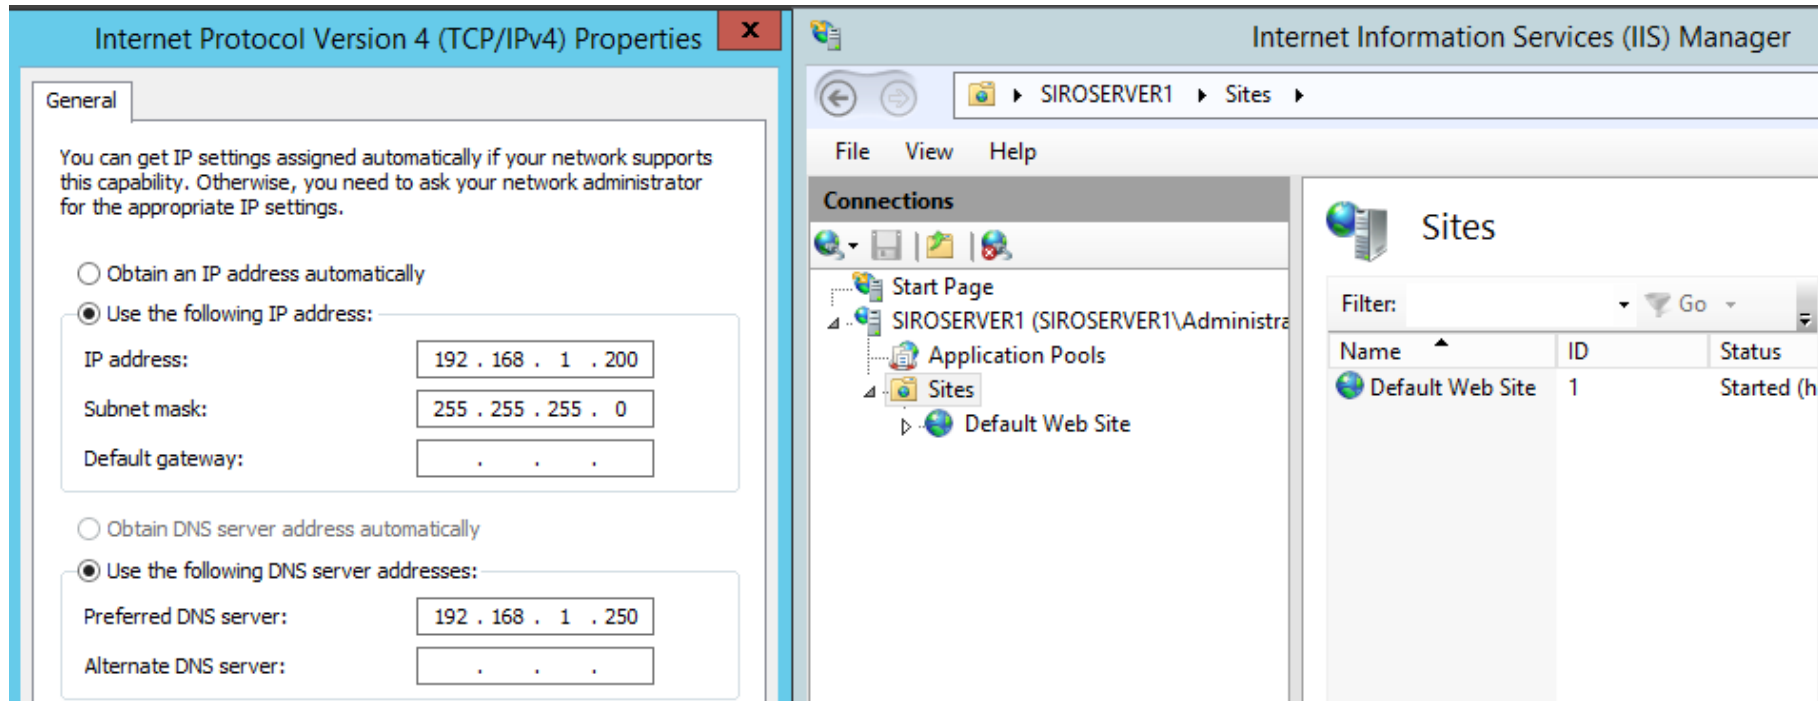 Internet Protocol Version 4 (TCP/IPv4) Properties
x
General
You can get IP settings assigned automatically if your network supports
this capability. Otherwise, you need to ask your network administrator
for the appropriate IP settings.
Obtain an IP address automatically
Use the following IP address:
IP address: 192 . 168 . 1 . 200
Subnet mask: 255 . 255 . 255 . 0
Default gateway: . . .
Obtain DNS server address automatically
Use the following DNS server addresses:
Preferred DNS server: 192 . 168 . 1 . 250
Alternate DNS server: . . .
Internet Information Services (IIS) Manager
SIROSERVER1 Sites
File View Help
Connections
Start Page
SIROSERVER1 (SIROSERVER1\Administra
Application Pools
Sites
Default Web Site
Sites
Filter: Go
Name ID Status
Default Web Site 1 Started (h